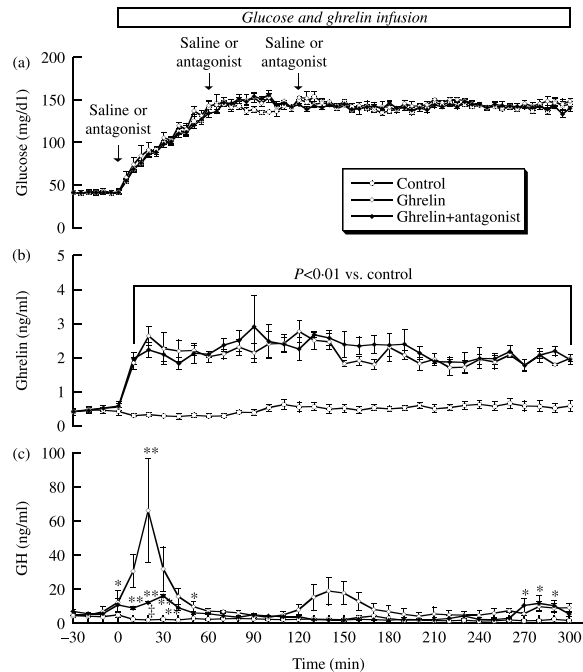 Glucose and ghrelin infusion
(a)
200
150
100
50
0
Glucose (mg/dl)
Saline or
antagonist
Saline or
antagonist
Saline or
antagonist
Control
Ghrelin
Ghrelin+antagonist
(b)
5
4
3
2
1
0
Ghrelin (ng/ml)
P<0·01 vs. control
(c)
100
80
60
40
20
0
GH (ng/ml)
*
**
**
**
‡
**
**
*
*
*
*
−30
0
30
60
90
120
150
180
210
240
270
300
Time (min)